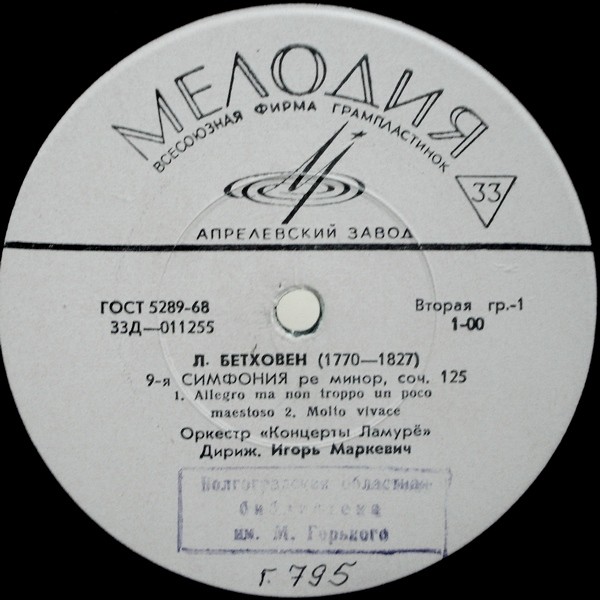 МЕЛОДИЯ
ВСЕСОЮЗНАЯ ФИРМА ГРАМПЛАСТИНОК
33
АПРЕЛЕВСКИЙ ЗАВОД
ГОСТ 5289-68
Вторая гр.-1
33Д—011255
1-00
Л. БЕТХОВЕН (1770—1827)
9-я СИМФОНИЯ ре минор, соч. 125
1. Allegro ma non troppo un poco
maestoso 2. Molto vivace
Оркестр «Концерты Ламурё»
Дириж. Игорь Маркевич
Волгоградская областная
библиотека
им. М. Горького
г. 795